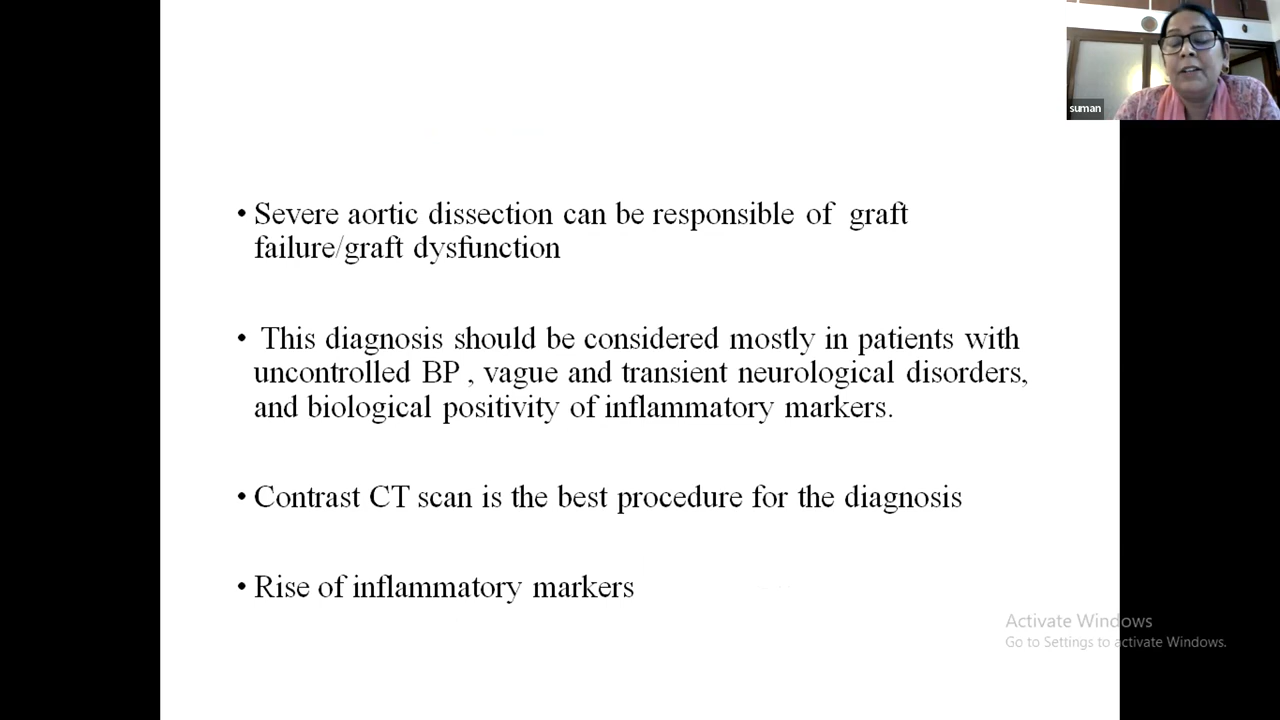 suman
• Severe aortic dissection can be responsible of graft
failure/graft dysfunction
• This diagnosis should be considered mostly in patients with
uncontrolled BP , vague and transient neurological disorders,
and biological positivity of inflammatory markers.
• Contrast CT scan is the best procedure for the diagnosis
• Rise of inflammatory markers
Activate Windows
Go to Settings to activate Windows.